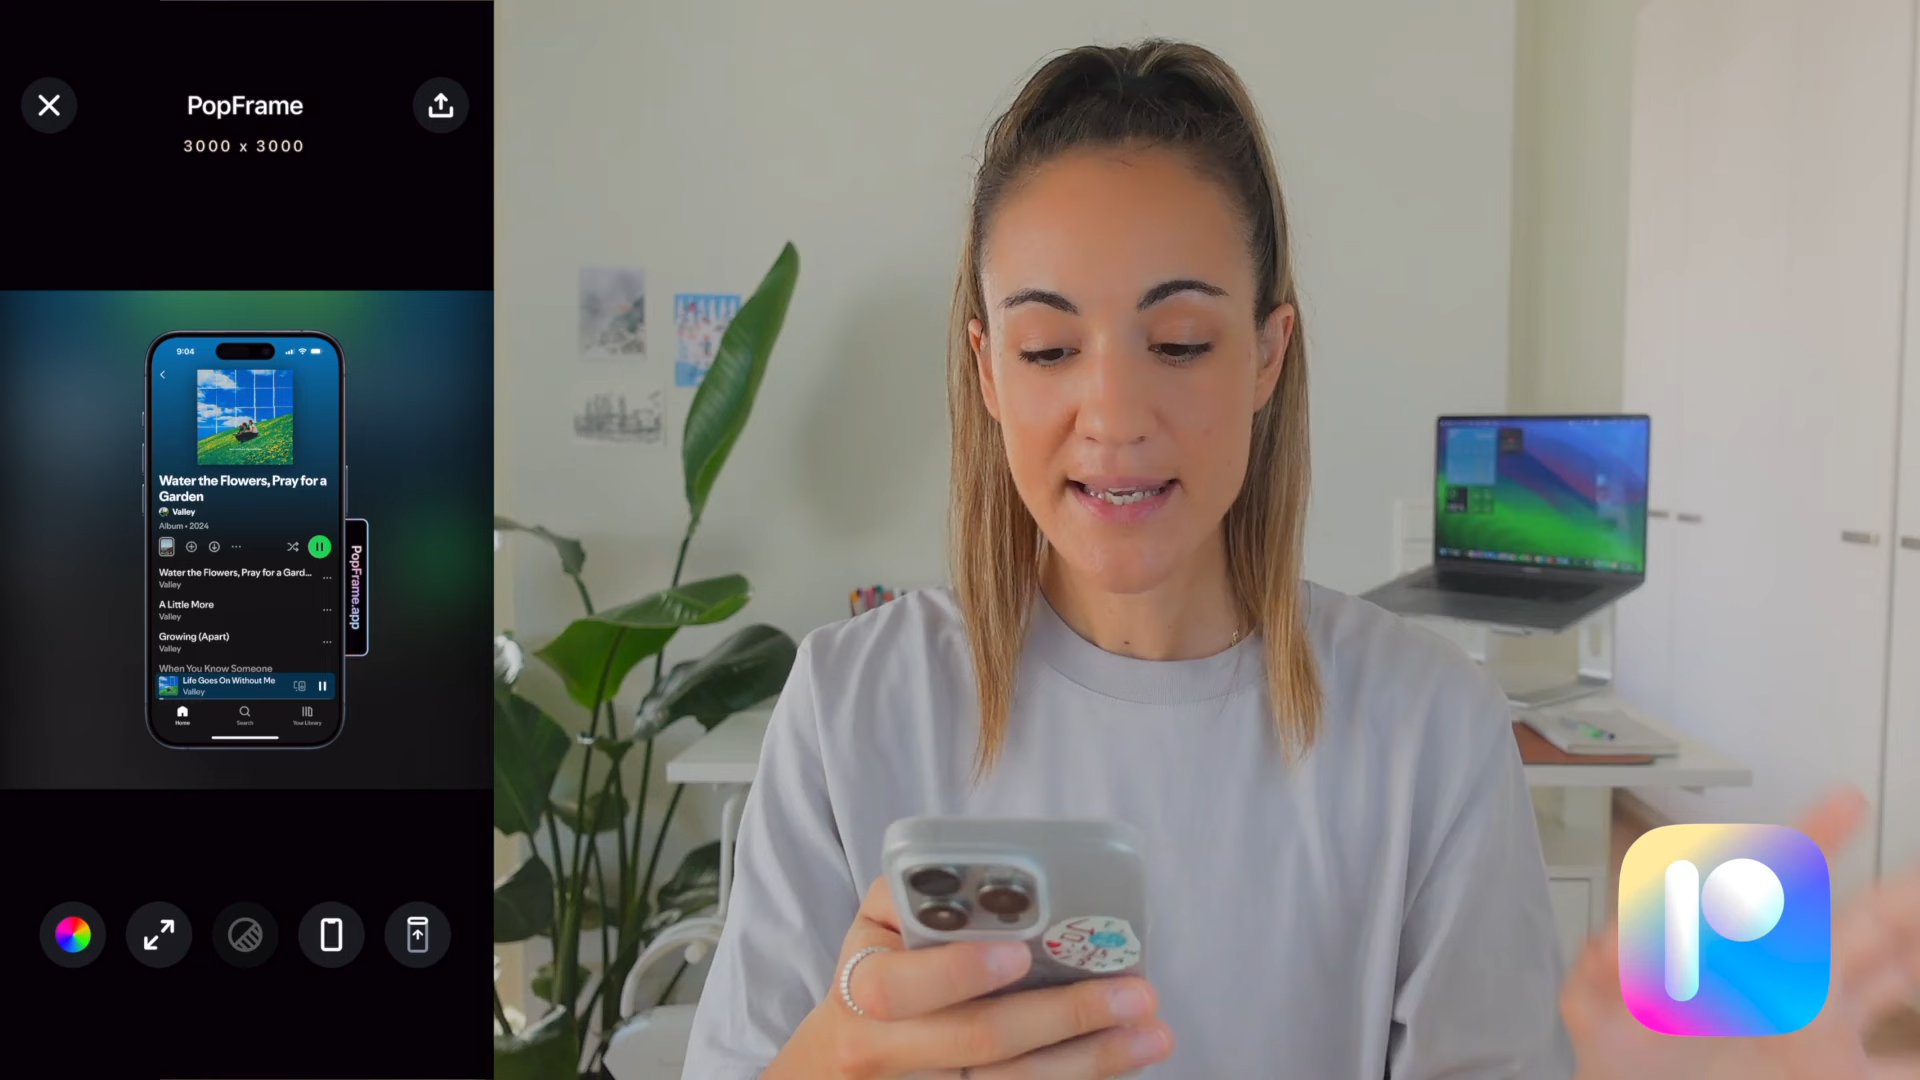 PopFrame
3000 x 3000
9:04
Water the Flowers, Pray for a
Garden
Valley
Album • 2024
Water the Flowers, Pray for a Gard...
Valley
A Little More
Valley
Growing (Apart)
Valley
When You Know Someone
Life Goes On Without Me
Valley
Home
Search
Your Library
PopFrame.app